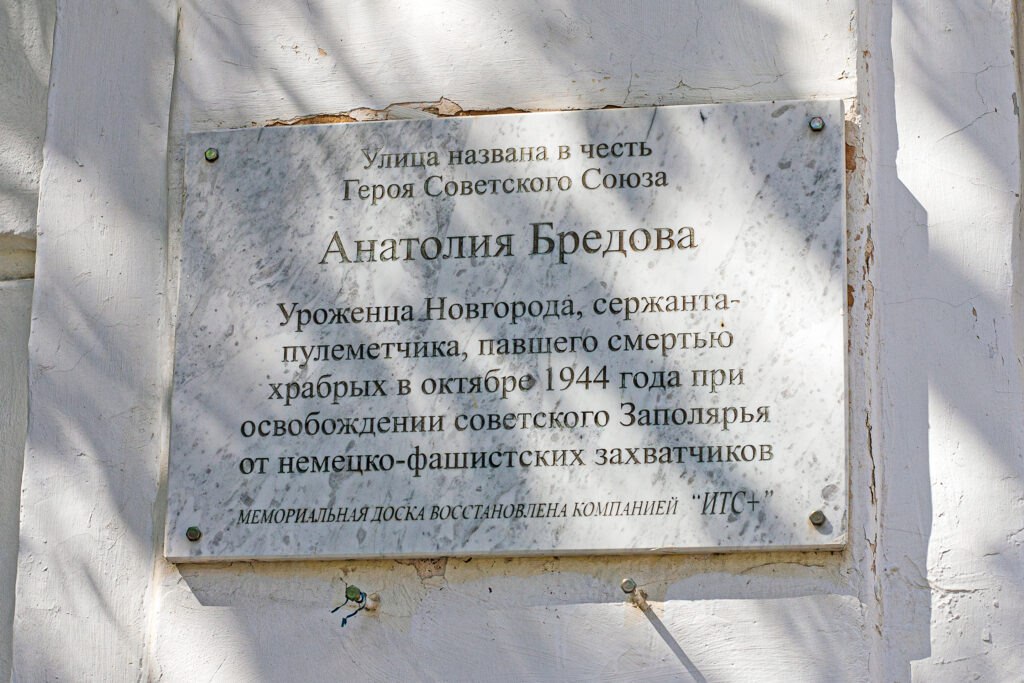 Улица названа в честь
Героя Советского Союза
Анатолия Бредова
Уроженца Новгорода, сержанта-
пулеметчика, павшего смертью
храбрых в октябре 1944 года при
освобождении советского Заполярья
от немецко-фашистских захватчиков
МЕМОРИАЛЬНАЯ ДОСКА ВОССТАНОВЛЕНА КОМПАНИЕЙ “ИТС+”